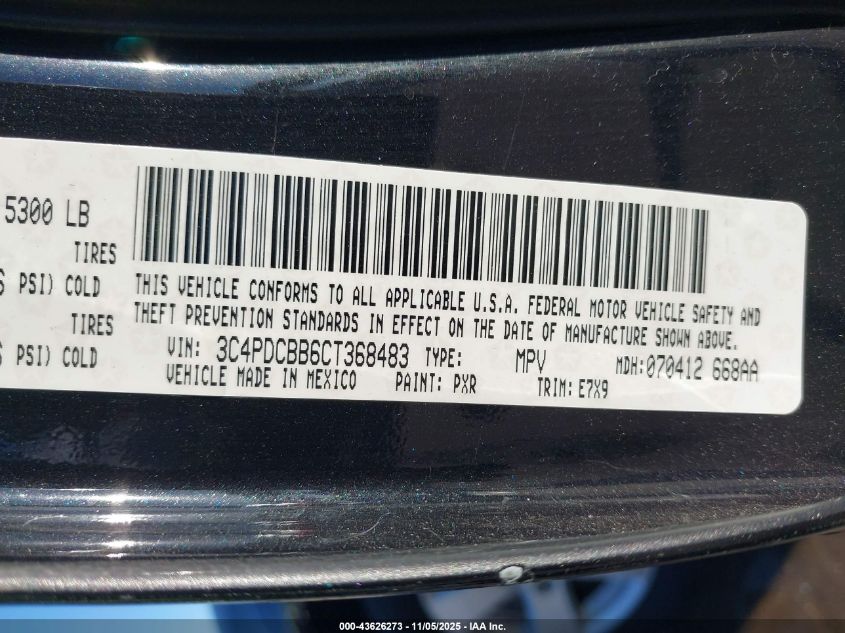 5300 LB
TIRES
PSI) COLD
TIRES
PSI) COLD
THIS VEHICLE CONFORMS TO ALL APPLICABLE U.S.A. FEDERAL MOTOR VEHICLE SAFETY AND
THEFT PREVENTION STANDARDS IN EFFECT ON THE DATE OF MANUFACTURE SHOWN ABOVE.
VIN: 3C4PDCBB6CT368483 TYPE: MPV MDH:070412 668AA
VEHICLE MADE IN MEXICO PAINT: PXR TRIM: E7X9
000-43626273 - 11/05/2025 - IAA Inc.